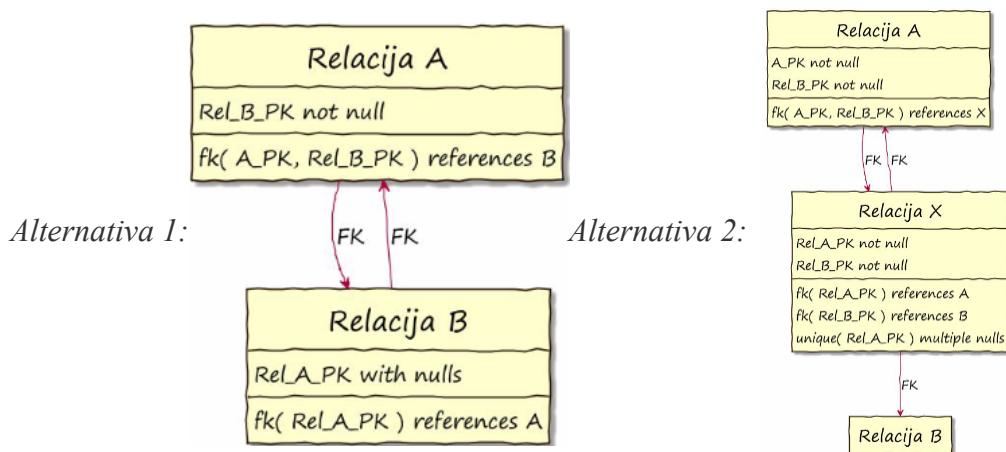 Alternativa 1:
Relacija A
Rel_B_PK not null
fk( A_PK, Rel_B_PK ) references B
FK
FK
Relacija B
Rel_A_PK with nulls
fk( Rel_A_PK ) references A
Alternativa 2:
Relacija A
A_PK not null
Rel_B_PK not null
fk( A_PK, Rel_B_PK ) references X
FK
FK
Relacija X
Rel_A_PK not null
Rel_B_PK not null
fk( Rel_A_PK ) references A
fk( Rel_B_PK ) references B
unique( Rel_A_PK ) multiple nulls
FK
Relacija B